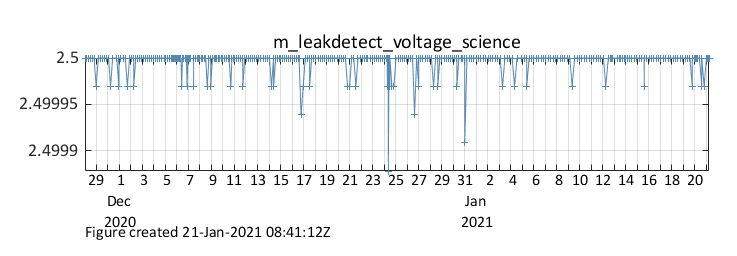 m_leakdetect_voltage_science
2.5
2.49995
2.4999
29 1 3 5 7 9 11 13 15 17 19 21 23 25 27 29 31 2 4 6 8 10 12 14 16 18 20
Dec Jan
2020 2021
Figure created 21-Jan-2021 08:41:12Z